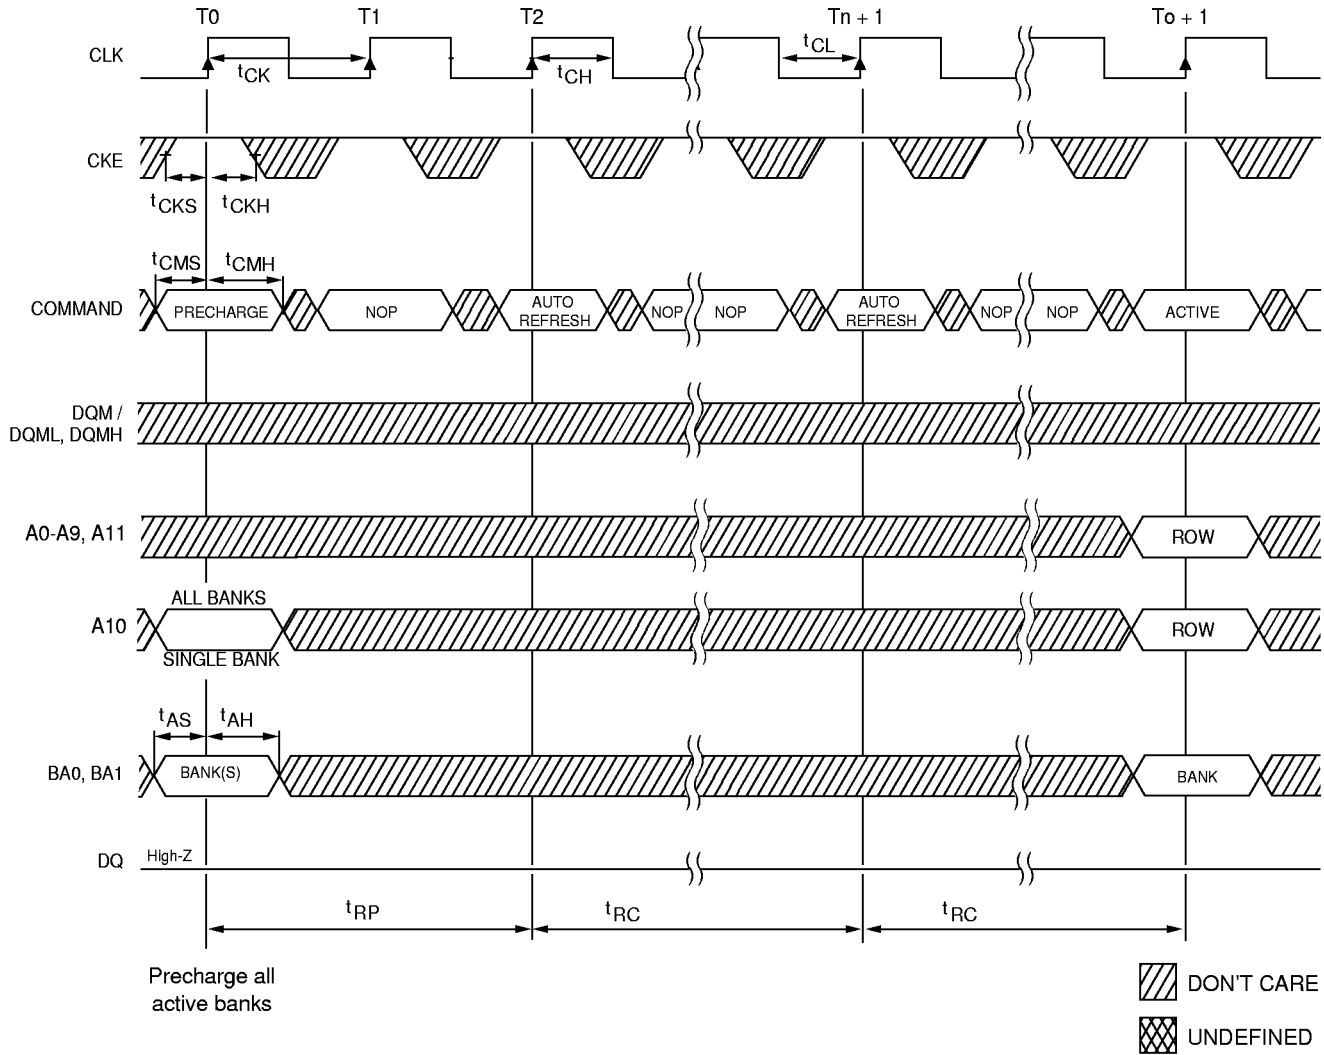 T0 T1 T2 Tn + 1 To + 1
CLK
tCK tCH tCL
CKE
tCKS tCKH
tCMS tCMH
COMMAND PRECHARGE NOP AUTO REFRESH NOP NOP AUTO REFRESH NOP NOP ACTIVE
DQM /
DQML, DQMH
A0-A9, A11 ROW
ALL BANKS
A10 ROW
SINGLE BANK
tAS tAH
BA0, BA1 BANK(S) BANK
DQ High-Z
tRP tRC tRC
Precharge all
active banks
DON'T CARE
UNDEFINED